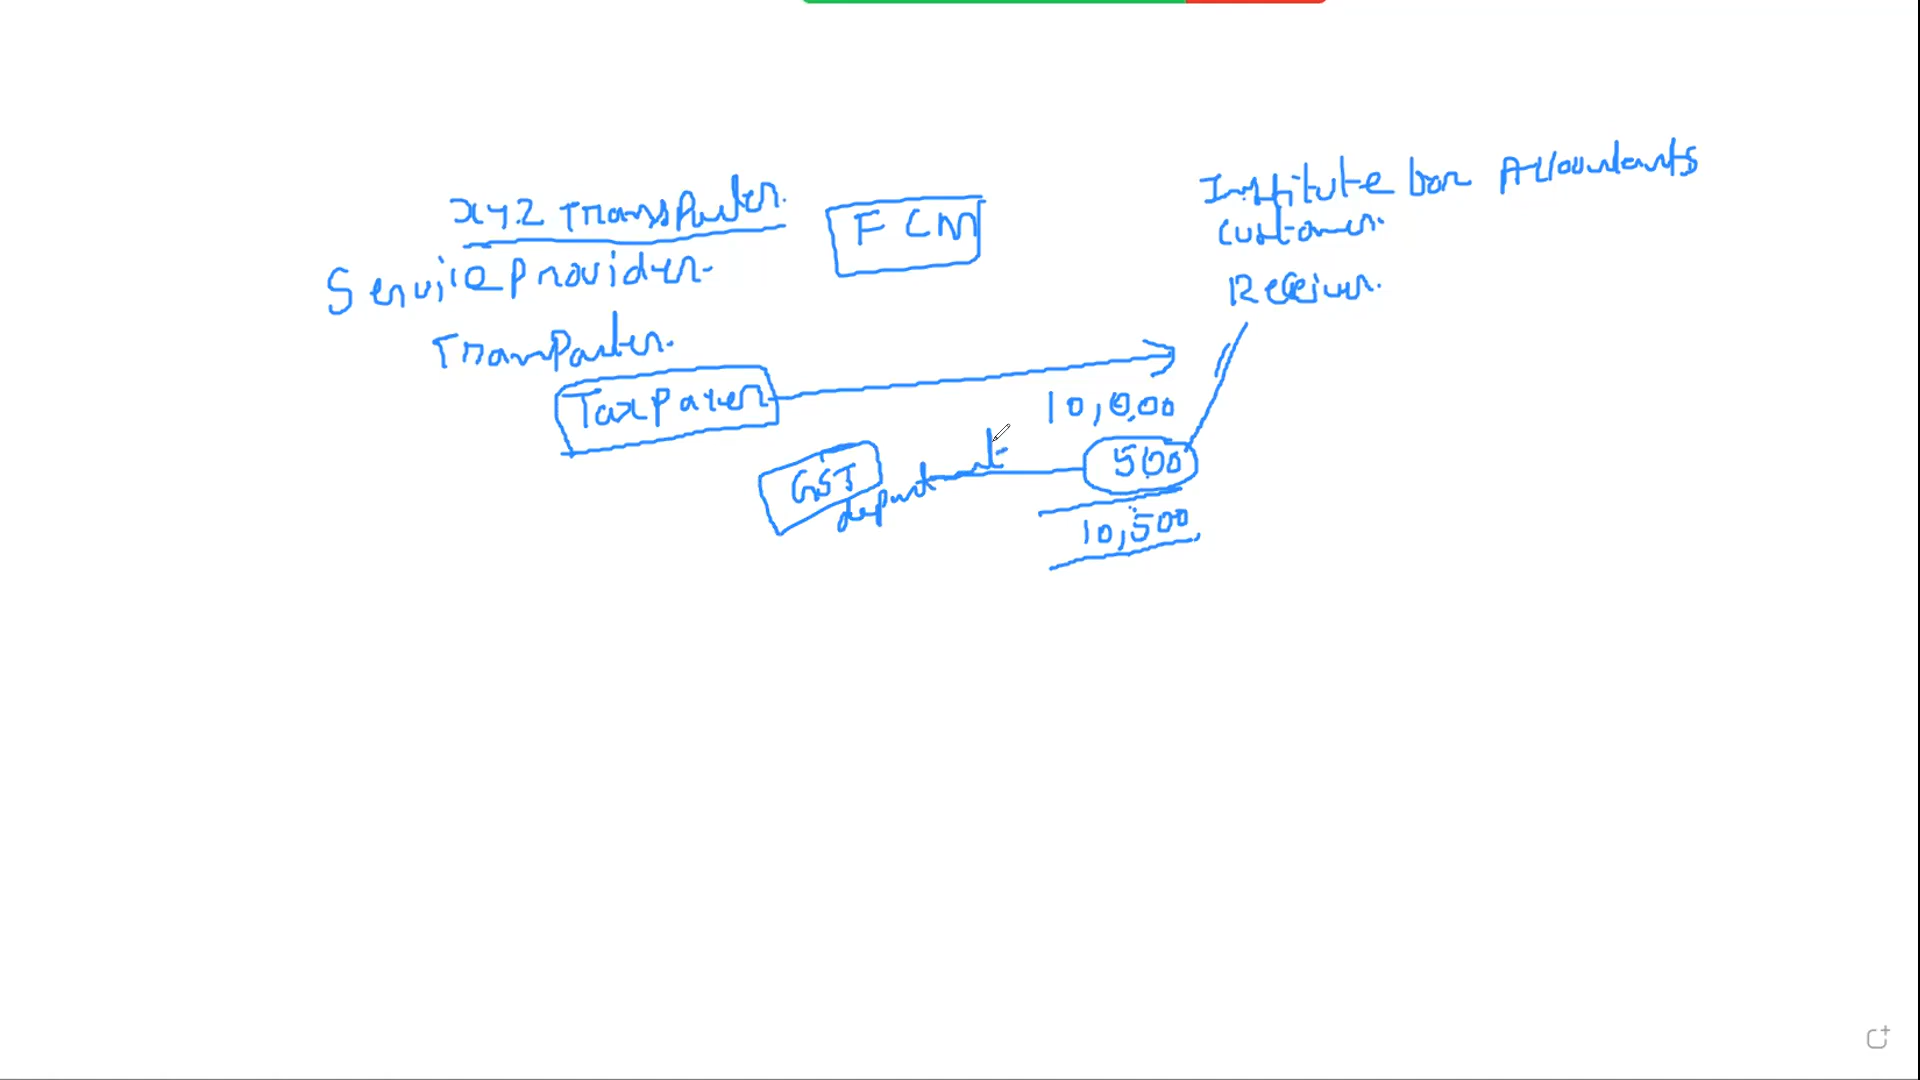 XYZ Transporter.
FCM
Institute for Accountants
customer.
Service Provider
Receiver.
Transporter.
Taxpayer
10,000
GST
department
500
10,500